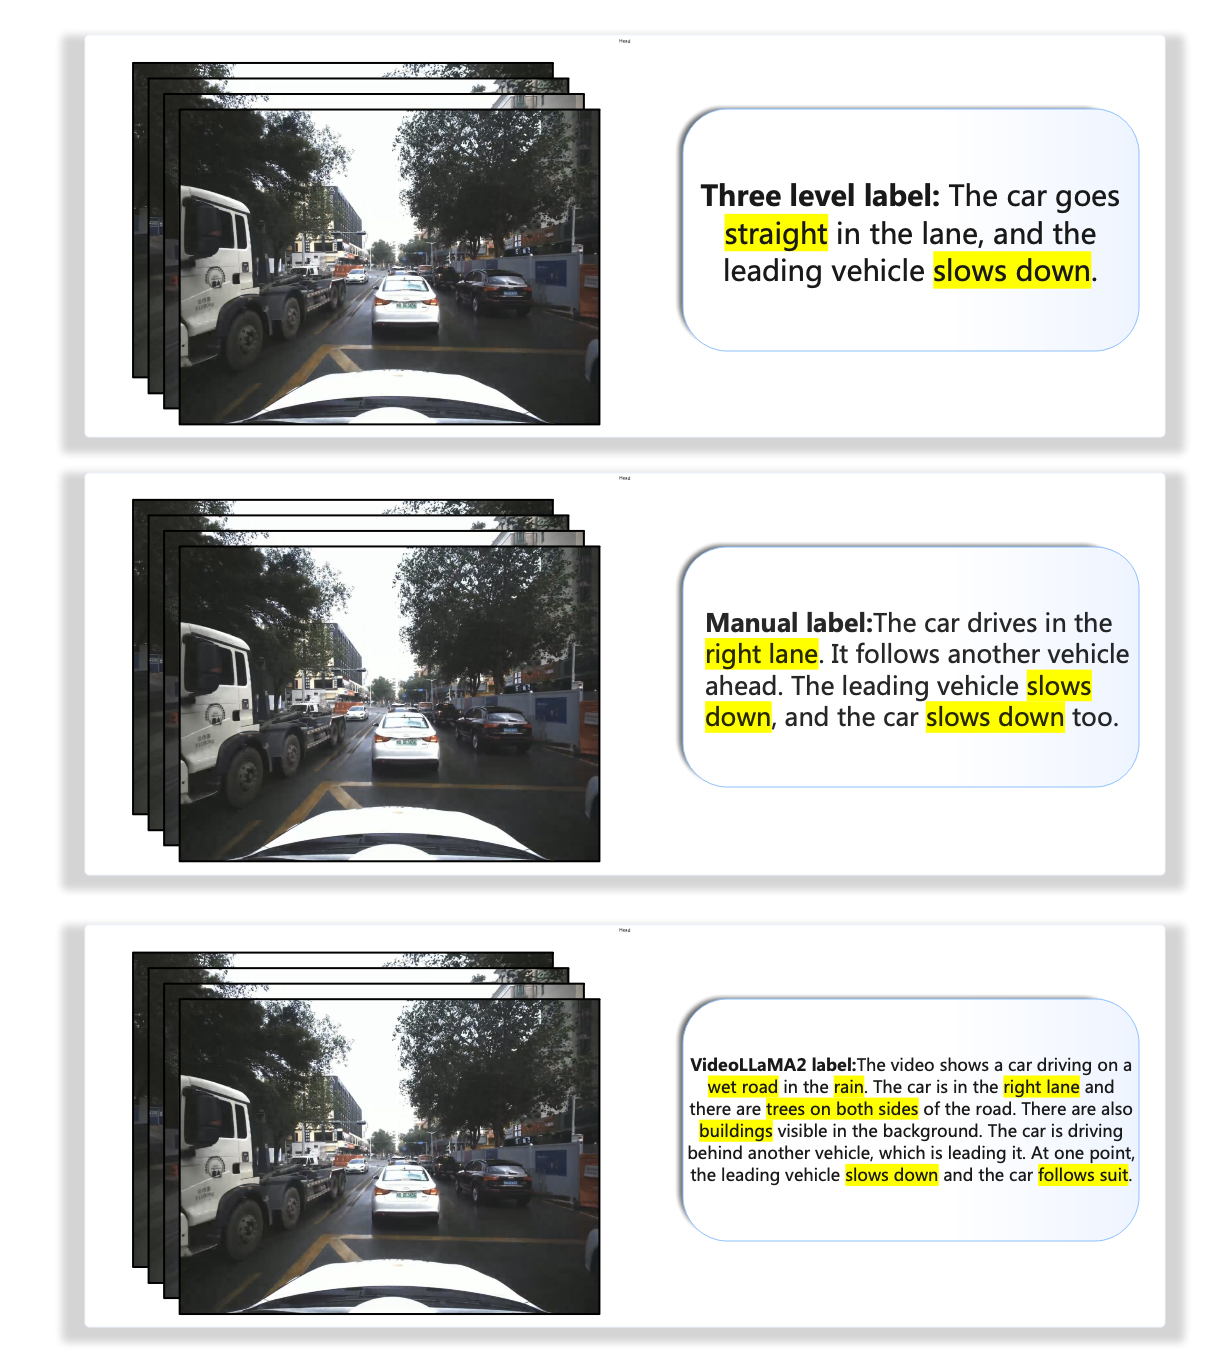 Head
Three level label: The car goes
straight in the lane, and the
leading vehicle slows down.
Head
Manual label:The car drives in the
right lane. It follows another vehicle
ahead. The leading vehicle slows
down, and the car slows down too.
Head
VideoLLaMA2 label:The video shows a car driving on a
wet road in the rain. The car is in the right lane and
there are trees on both sides of the road. There are also
buildings visible in the background. The car is driving
behind another vehicle, which is leading it. At one point,
the leading vehicle slows down and the car follows suit.